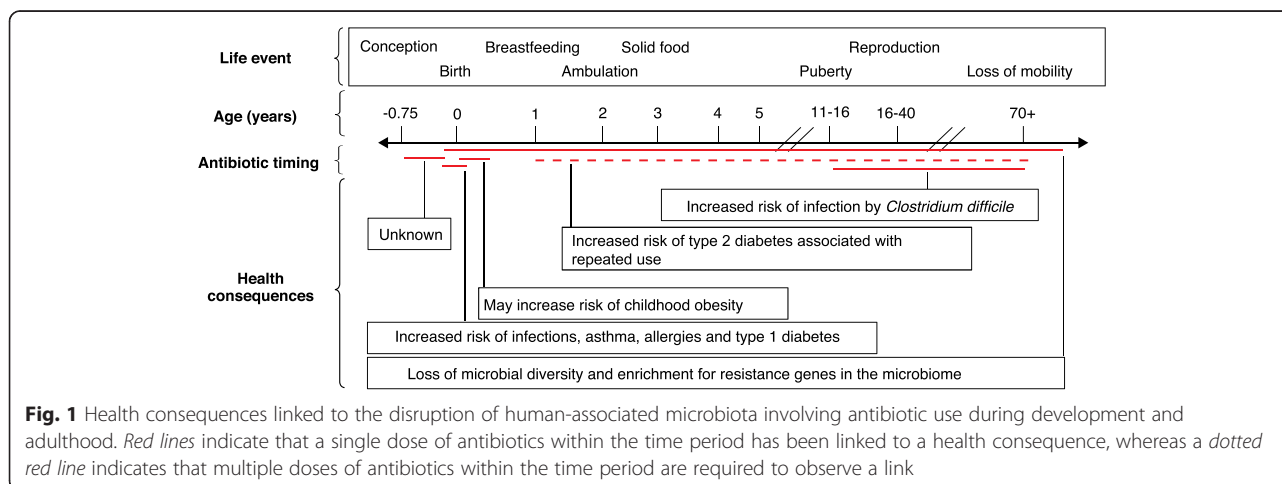 Life event
Conception Breastfeeding Solid food Reproduction
Birth Ambulation Puberty Loss of mobility
Age (years)
-0.75 0 1 2 3 4 5 11-16 16-40 70+
Antibiotic timing
Increased risk of infection by Clostridium difficile
Unknown
Increased risk of type 2 diabetes associated with
repeated use
Health
consequences
May increase risk of childhood obesity
Increased risk of infections, asthma, allergies and type 1 diabetes
Loss of microbial diversity and enrichment for resistance genes in the microbiome
Fig. 1 Health consequences linked to the disruption of human-associated microbiota involving antibiotic use during development and
adulthood. Red lines indicate that a single dose of antibiotics within the time period has been linked to a health consequence, whereas a dotted
red line indicates that multiple doses of antibiotics within the time period are required to observe a link